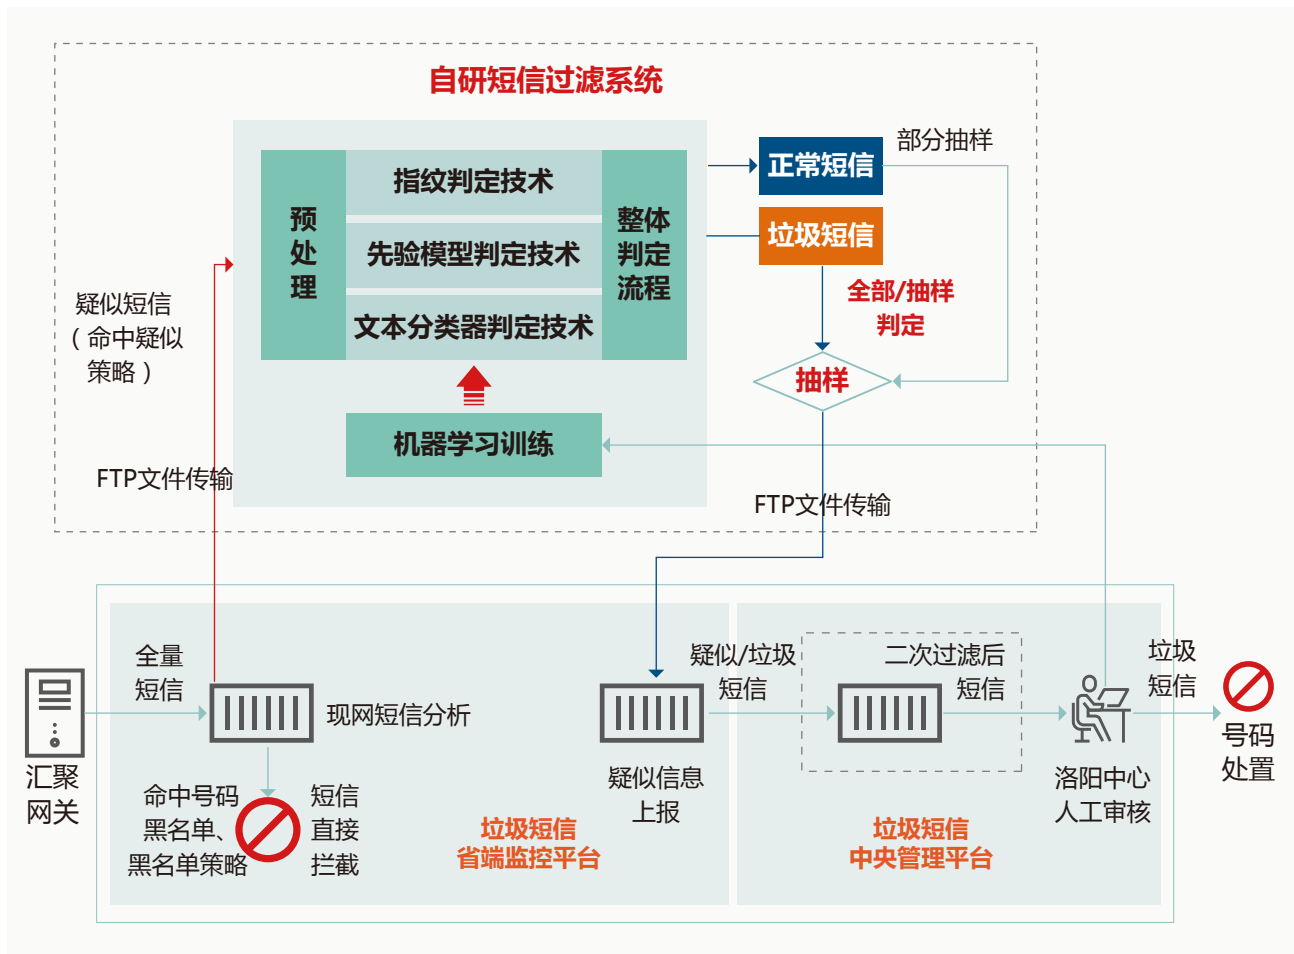 自研短信过滤系统
预
处
理
指纹判定技术
先验模型判定技术
文本分类器判定技术
整体
判定
流程
机器学习训练
正常短信
垃圾短信
部分抽样
全部/抽样
判定
抽样
疑似短信
（命中疑似
策略）
FTP文件传输
FTP文件传输
汇聚
网关
全量
短信
现网短信分析
命中号码
黑名单、
黑名单策略
短信
直接
拦截
垃圾短信
省端监控平台
疑似信息
上报
疑似/垃圾
短信
二次过滤后
短信
垃圾短信
中央管理平台
洛阳中心
人工审核
垃圾
短信
号码
处置